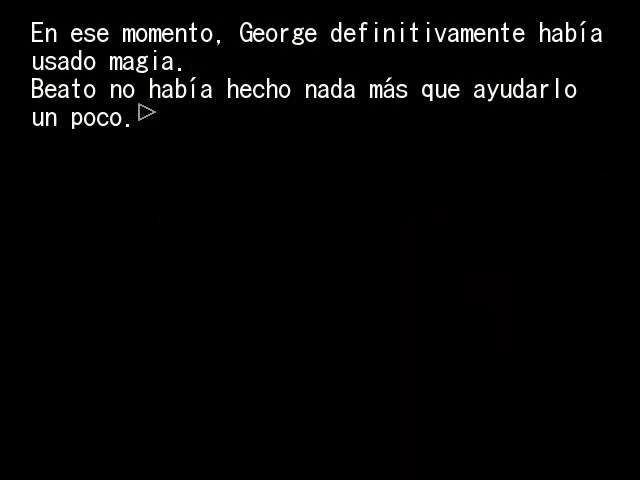 En ese momento, George definitivamente había
usado magia.
Beato no había hecho nada más que ayudarlo
un poco.